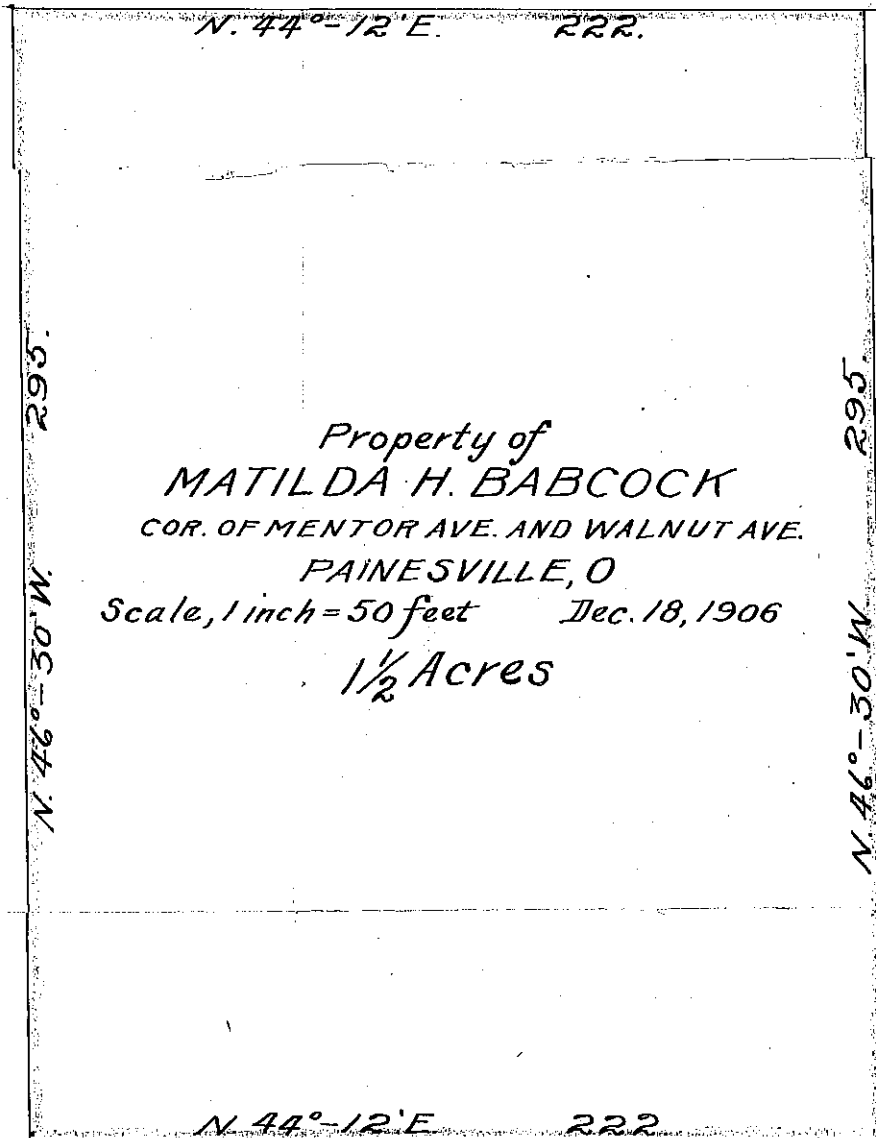 N. 44°-12' E. 222.
N. 46°-30' W. 295.
295
N. 46°-30' W.
Property of
MATILDA H. BABCOCK
COR. OF MENTOR AVE. AND WALNUT AVE.
PAINESVILLE, O
Scale, 1 inch = 50 feet Dec. 18, 1906
1½ Acres
N. 44°-12' E 222